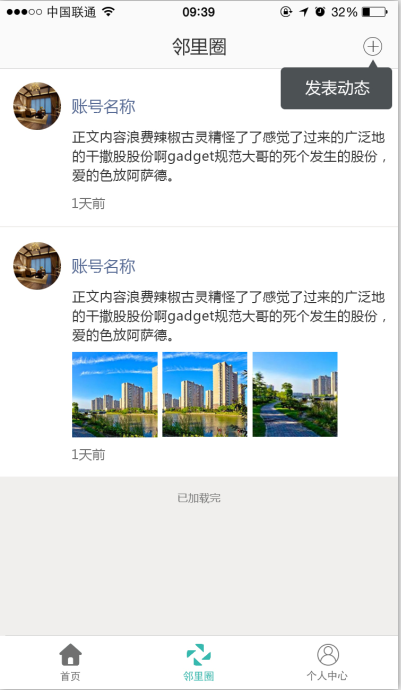 中国联通 09:39 32%
邻里圈
发表动态
账号名称
正文内容浪费辣椒古灵精怪了了感觉了过来的广泛地
的干撒股股份啊gadget规范大哥的死个发生的股份，
爱的色放阿萨德。
1天前
账号名称
正文内容浪费辣椒古灵精怪了了感觉了过来的广泛地
的干撒股股份啊gadget规范大哥的死个发生的股份，
爱的色放阿萨德。
1天前
已加载完
首页 邻里圈 个人中心